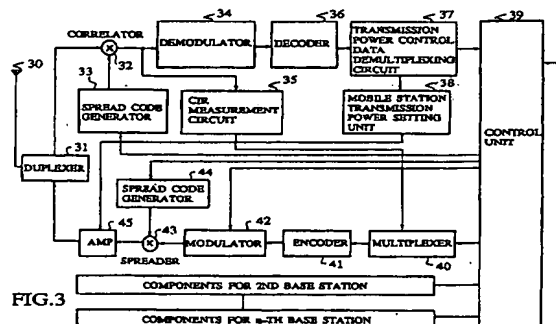 34
36
37
39
CORRELATOR
DEMODULATOR
DECODER
TRANSMISSION
POWER CONTROL
DATA
DEMULTIPLEXING
CIRCUIT
30
32
33
35
38
SPREAD CODE
GENERATOR
CIR
MEASUREMENT
CIRCUIT
MOBILE STATION
TRANSMISSION
POWER SETTING
UNIT
CONTROL
UNIT
31
DUPLEXER
44
SPREAD CODE
GENERATOR
45
43
42
AMP
MODULATOR
ENCODER
MULTIPLEXER
SPREADER
41
40
COMPONENTS FOR 2ND BASE STATION
FIG.3
COMPONENTS FOR n-TH BASE STATION